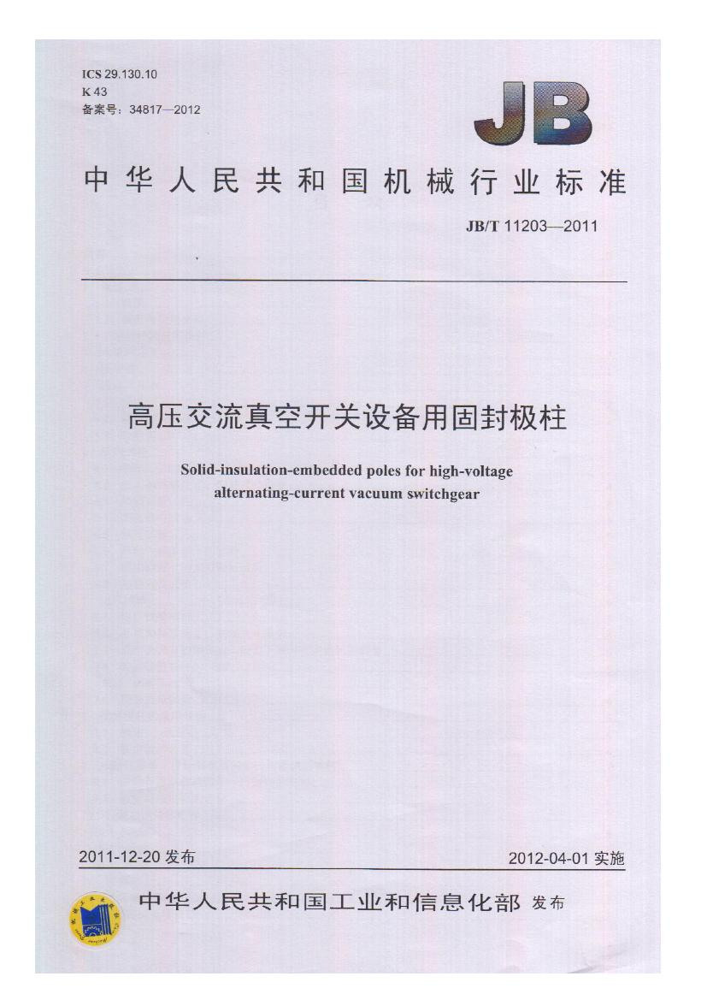 ICS 29.130.10
K 43
备案号：34817—2012
JB
中华人民共和国机械行业标准
JB/T 11203—2011
高压交流真空开关设备用固封极柱
Solid-insulation-embedded poles for high-voltage
alternating-current vacuum switchgear
2011-12-20 发布
2012-04-01 实施
中华人民共和国工业和信息化部 发布